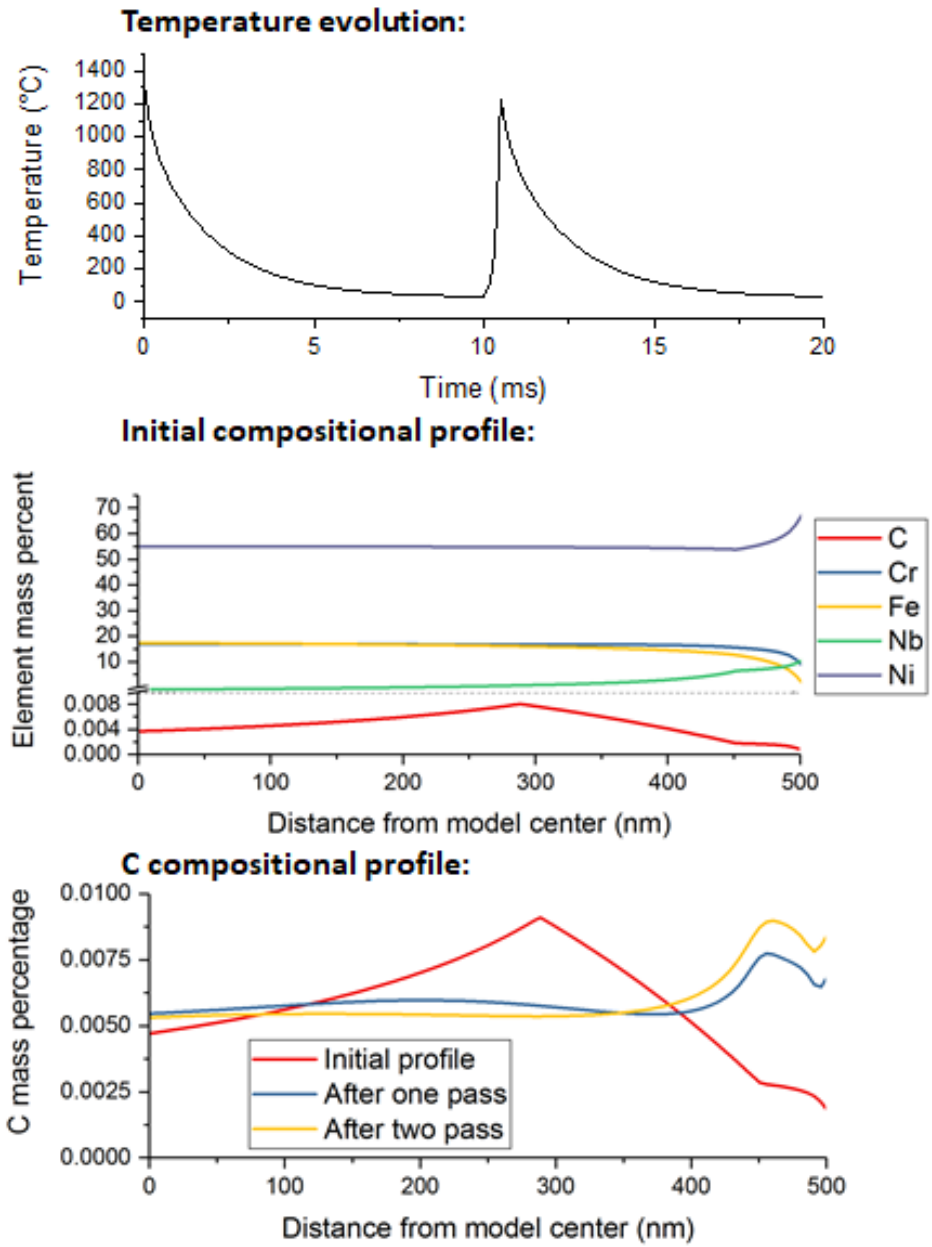 Temperature evolution:
Temperature (°C)
1400
1200
1000
800
600
400
200
0
0 5 10 15 20
Time (ms)
Initial compositional profile:
Element mass percent
70
60
50
40
30
20
10
0.008
0.004
0.000
C
Cr
Fe
Nb
Ni
0 100 200 300 400 500
Distance from model center (nm)
C compositional profile:
C mass percentage
0.0100
0.0075
0.0050
0.0025
0.0000
Initial profile
After one pass
After two pass
0 100 200 300 400 500
Distance from model center (nm)